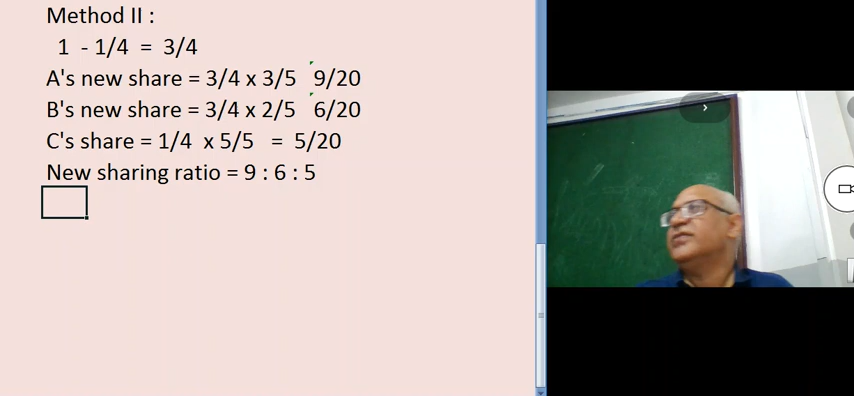 Method II :
1 - 1/4 = 3/4
A's new share = 3/4 x 3/5 9/20
B's new share = 3/4 x 2/5 6/20
C's share = 1/4 x 5/5 = 5/20
New sharing ratio = 9 : 6 : 5